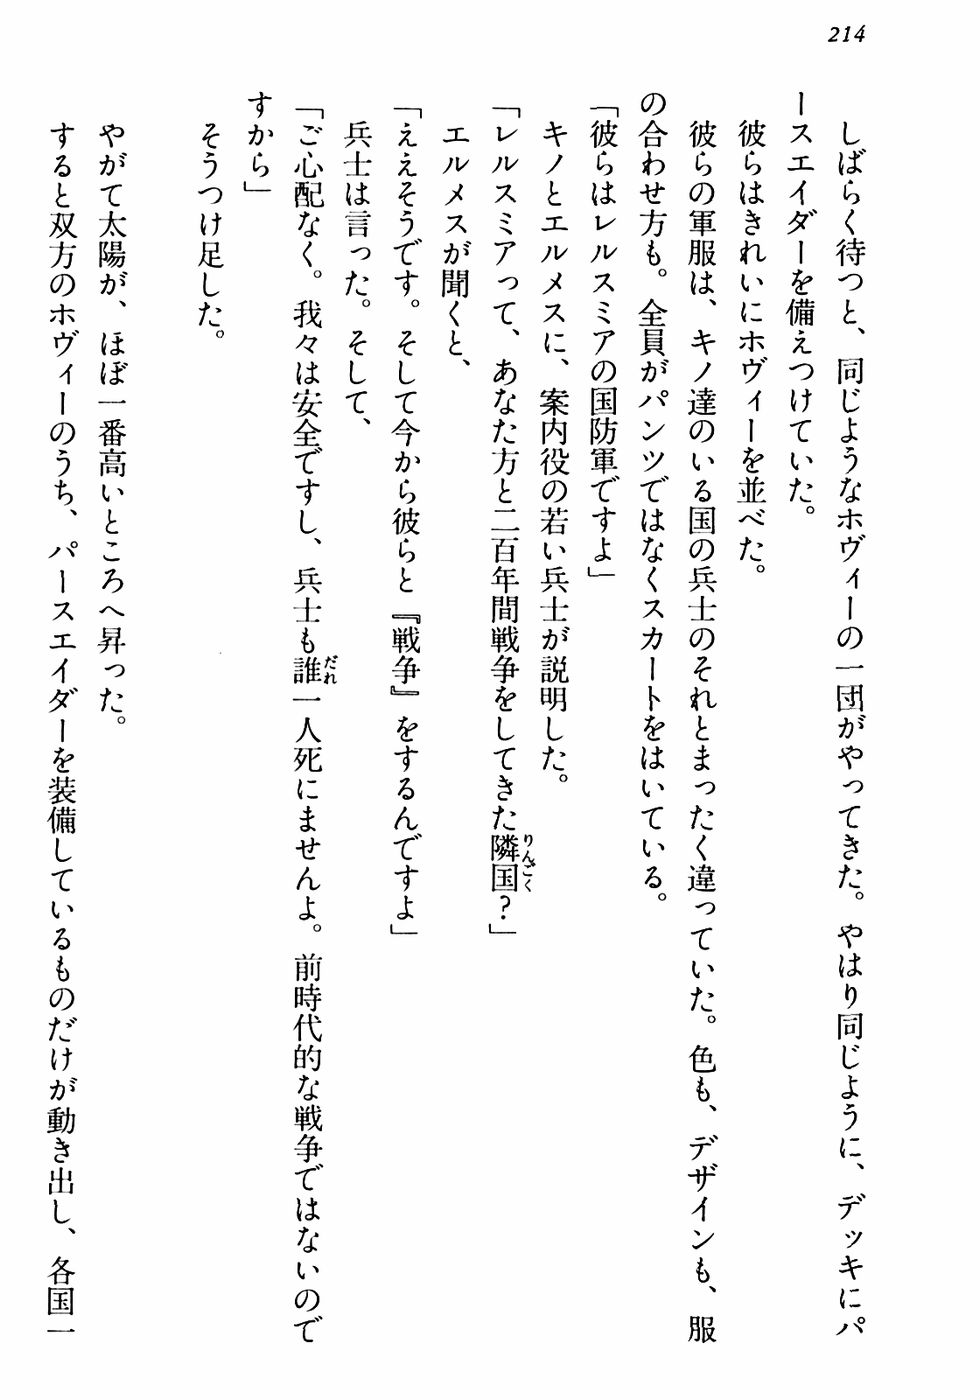 214
しばらく待つと、同じようなホヴィーの一団がやってきた。やはり同じように、デッキにパ
ースエイダーを備えつけていた。
彼らはきれいにホヴィーを並べた。
彼らの軍服は、キノ達のいる国の兵士のそれとまったく違っていた。色も、デザインも、服
の合わせ方も。全員がパンツではなくスカートをはいている。
「彼らはレルスミアの国防軍ですよ」
キノとエルメスに、案内役の若い兵士が説明した。
「レルスミアって、あなた方と二百年間戦争をしてきた隣国りんごく？」
エルメスが聞くと、
「ええそうです。そして今から彼らと『戦争』をするんですよ」
兵士は言った。そして、
「ご心配なく。我々は安全ですし、兵士も誰だれ一人死にませんよ。前時代的な戦争ではないので
すから」
そうつけ足した。
やがて太陽が、ほぼ一番高いところへ昇った。
すると双方のホヴィーのうち、パースエイダーを装備しているものだけが動き出し、各国一